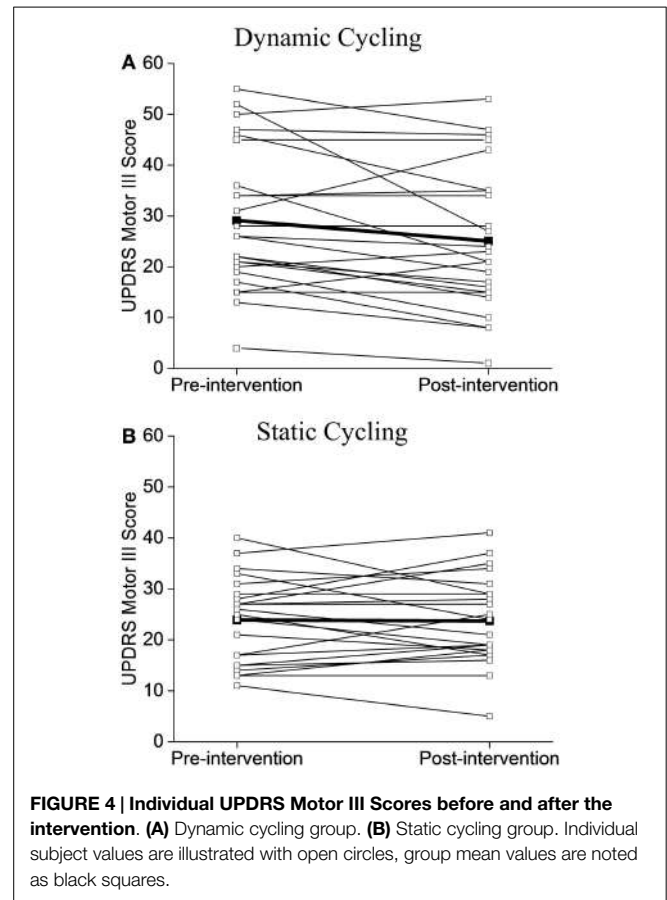 Dynamic Cycling
A
60
50
40
30
20
10
0
UPDRS Motor III Score
Pre-intervention
Post-intervention
Static Cycling
B
60
50
40
30
20
10
0
UPDRS Motor III Score
Pre-intervention
Post-intervention
FIGURE 4 | Individual UPDRS Motor III Scores before and after the
intervention. (A) Dynamic cycling group. (B) Static cycling group. Individual
subject values are illustrated with open circles, group mean values are noted
as black squares.